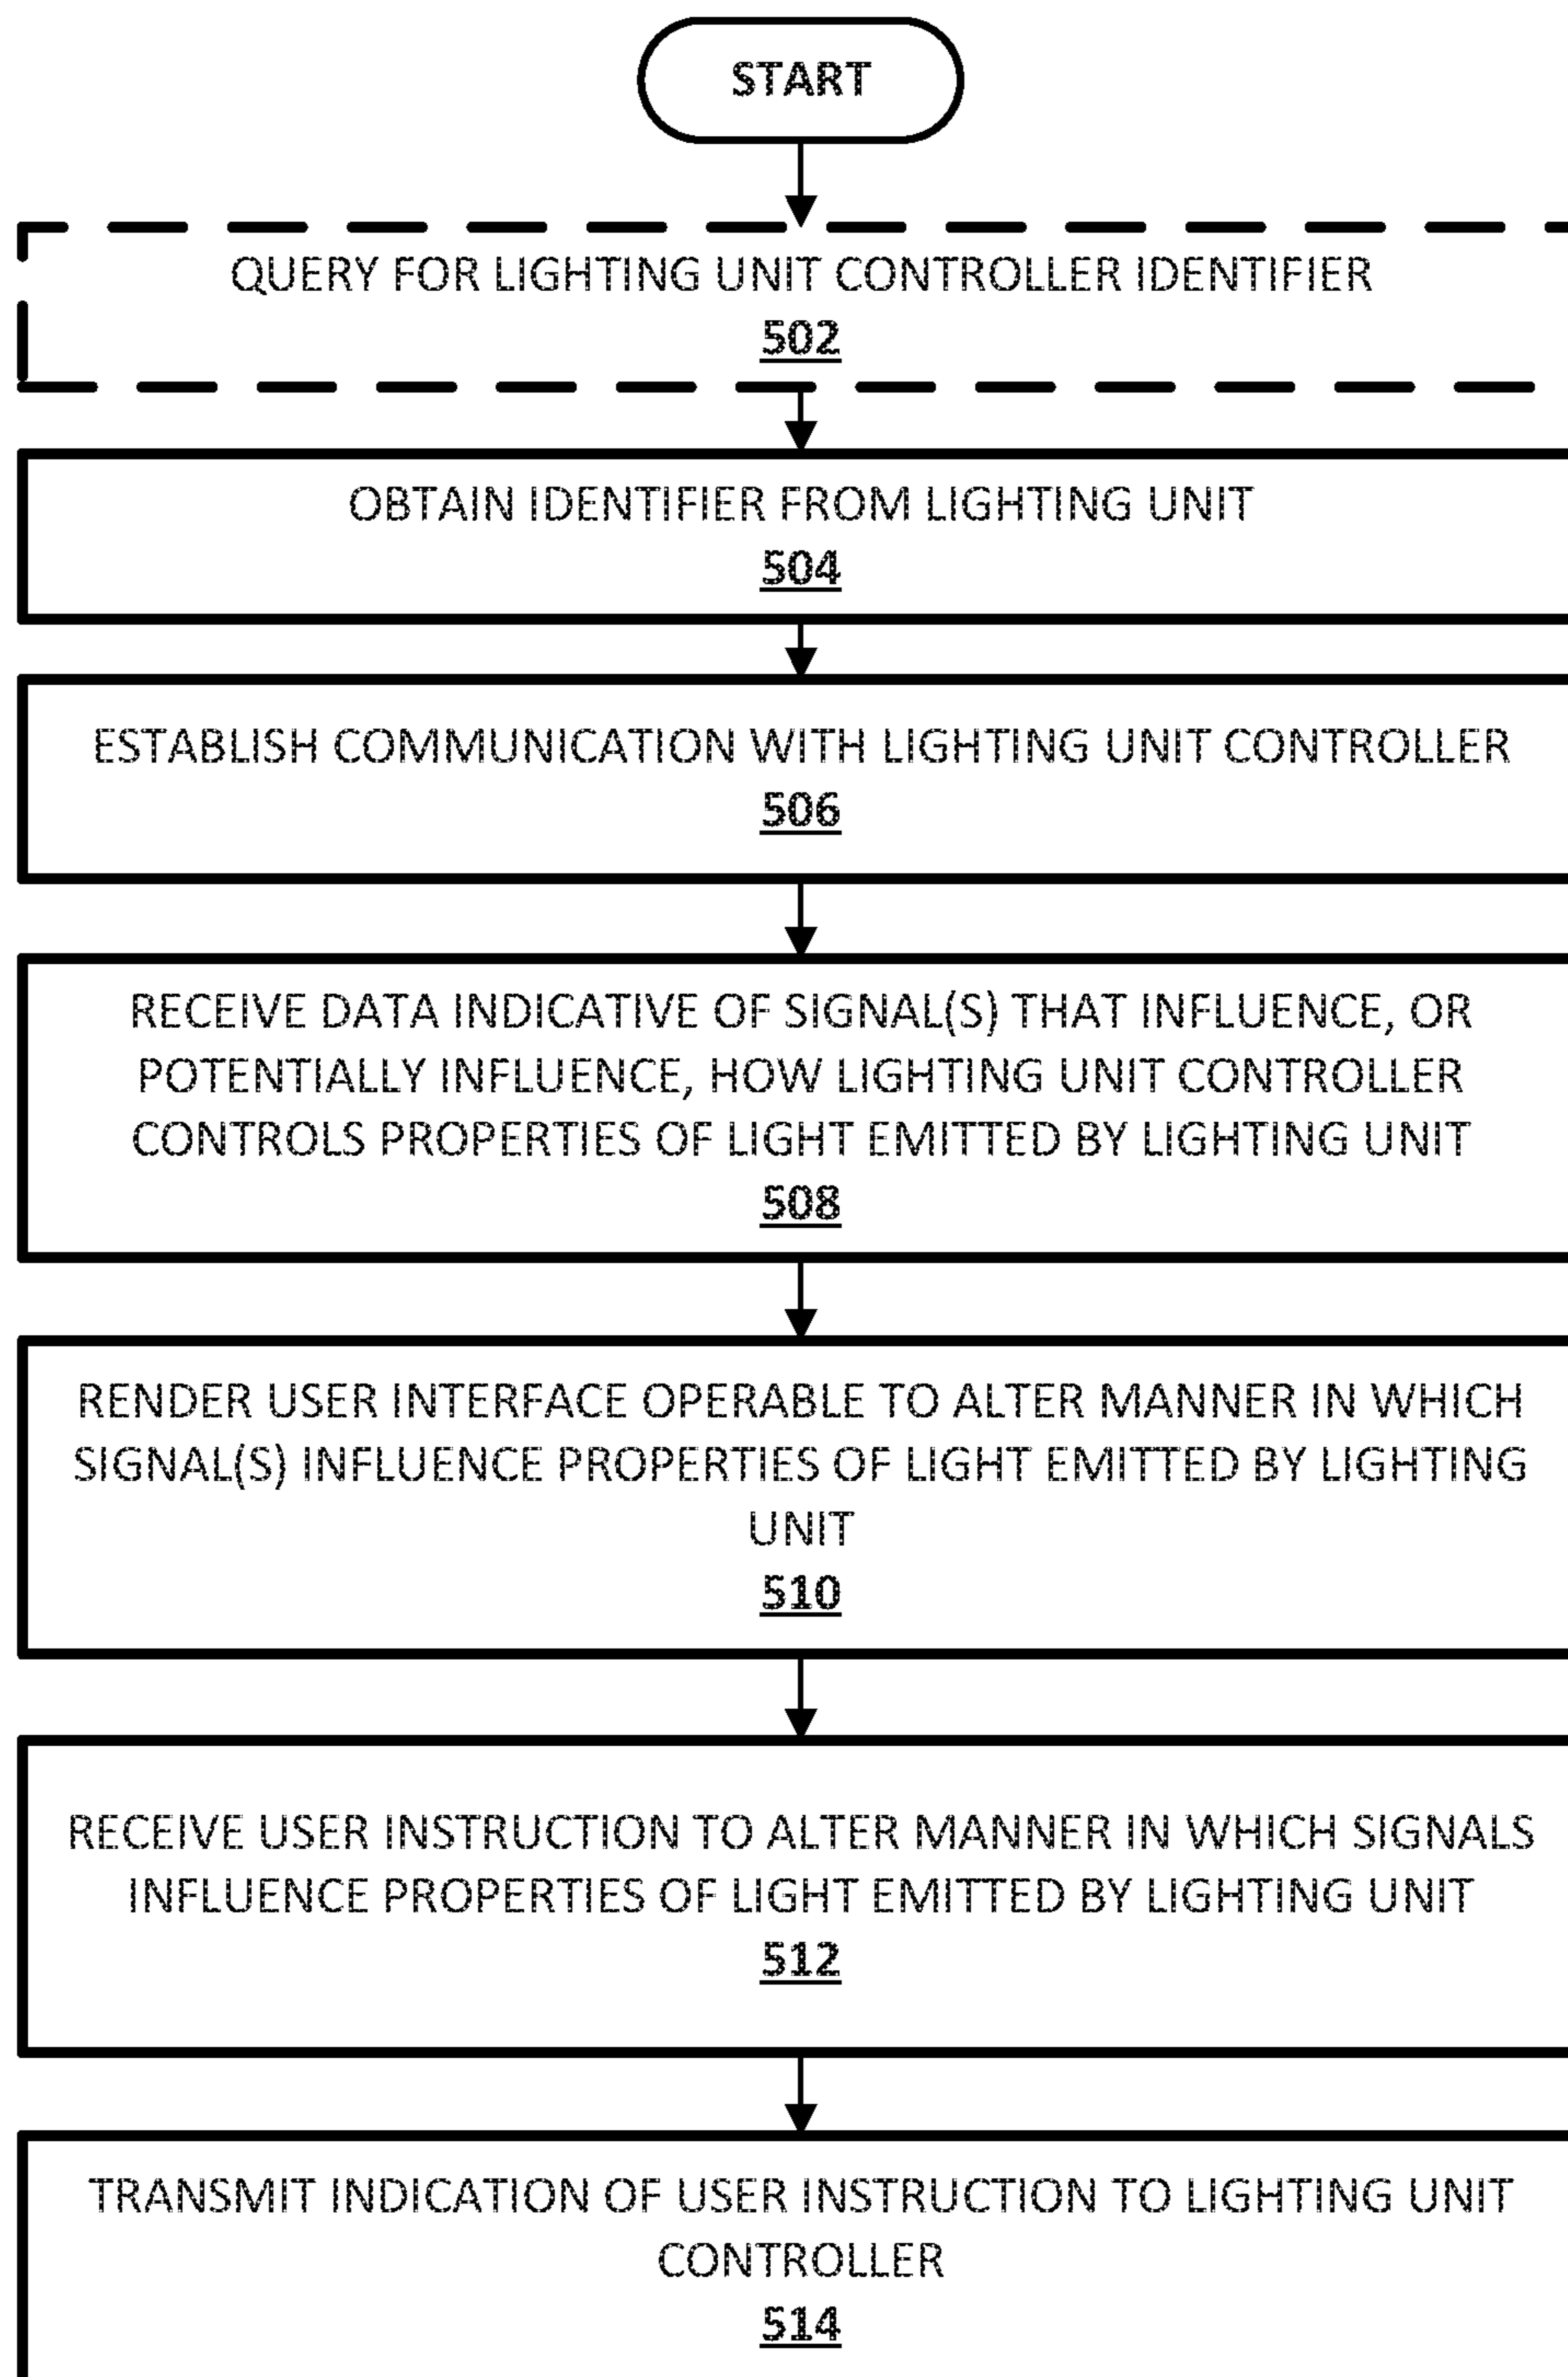 START
QUERY FOR LIGHTING UNIT CONTROLLER IDENTIFIER
502
OBTAIN IDENTIFIER FROM LIGHTING UNIT
504
ESTABLISH COMMUNICATION WITH LIGHTING UNIT CONTROLLER
506
RECEIVE DATA INDICATIVE OF SIGNAL(S) THAT INFLUENCE, OR
POTENTIALLY INFLUENCE, HOW LIGHTING UNIT CONTROLLER
CONTROLS PROPERTIES OF LIGHT EMITTED BY LIGHTING UNIT
508
RENDER USER INTERFACE OPERABLE TO ALTER MANNER IN WHICH
SIGNAL(S) INFLUENCE PROPERTIES OF LIGHT EMITTED BY LIGHTING
UNIT
510
RECEIVE USER INSTRUCTION TO ALTER MANNER IN WHICH SIGNALS
INFLUENCE PROPERTIES OF LIGHT EMITTED BY LIGHTING UNIT
512
TRANSMIT INDICATION OF USER INSTRUCTION TO LIGHTING UNIT
CONTROLLER
514